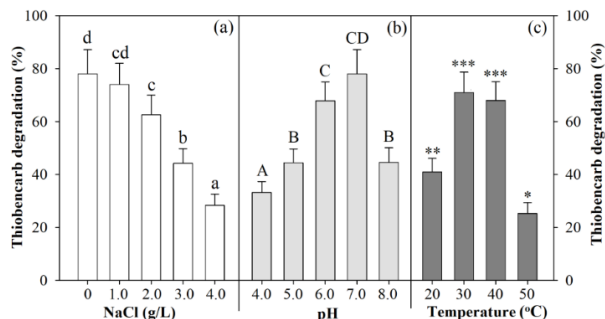 100
80
60
40
20
0
Thiobencarb degradation (%)
(a)
d
cd
c
b
a
0 1.0 2.0 3.0 4.0
NaCl (g/L)
(b)
A
B
C
CD
B
4.0 5.0 6.0 7.0 8.0
pH
(c)
**
***
***
*
20 30 40 50
Temperature (°C)
100
80
60
40
20
0
Thiobencarb degradation (%)